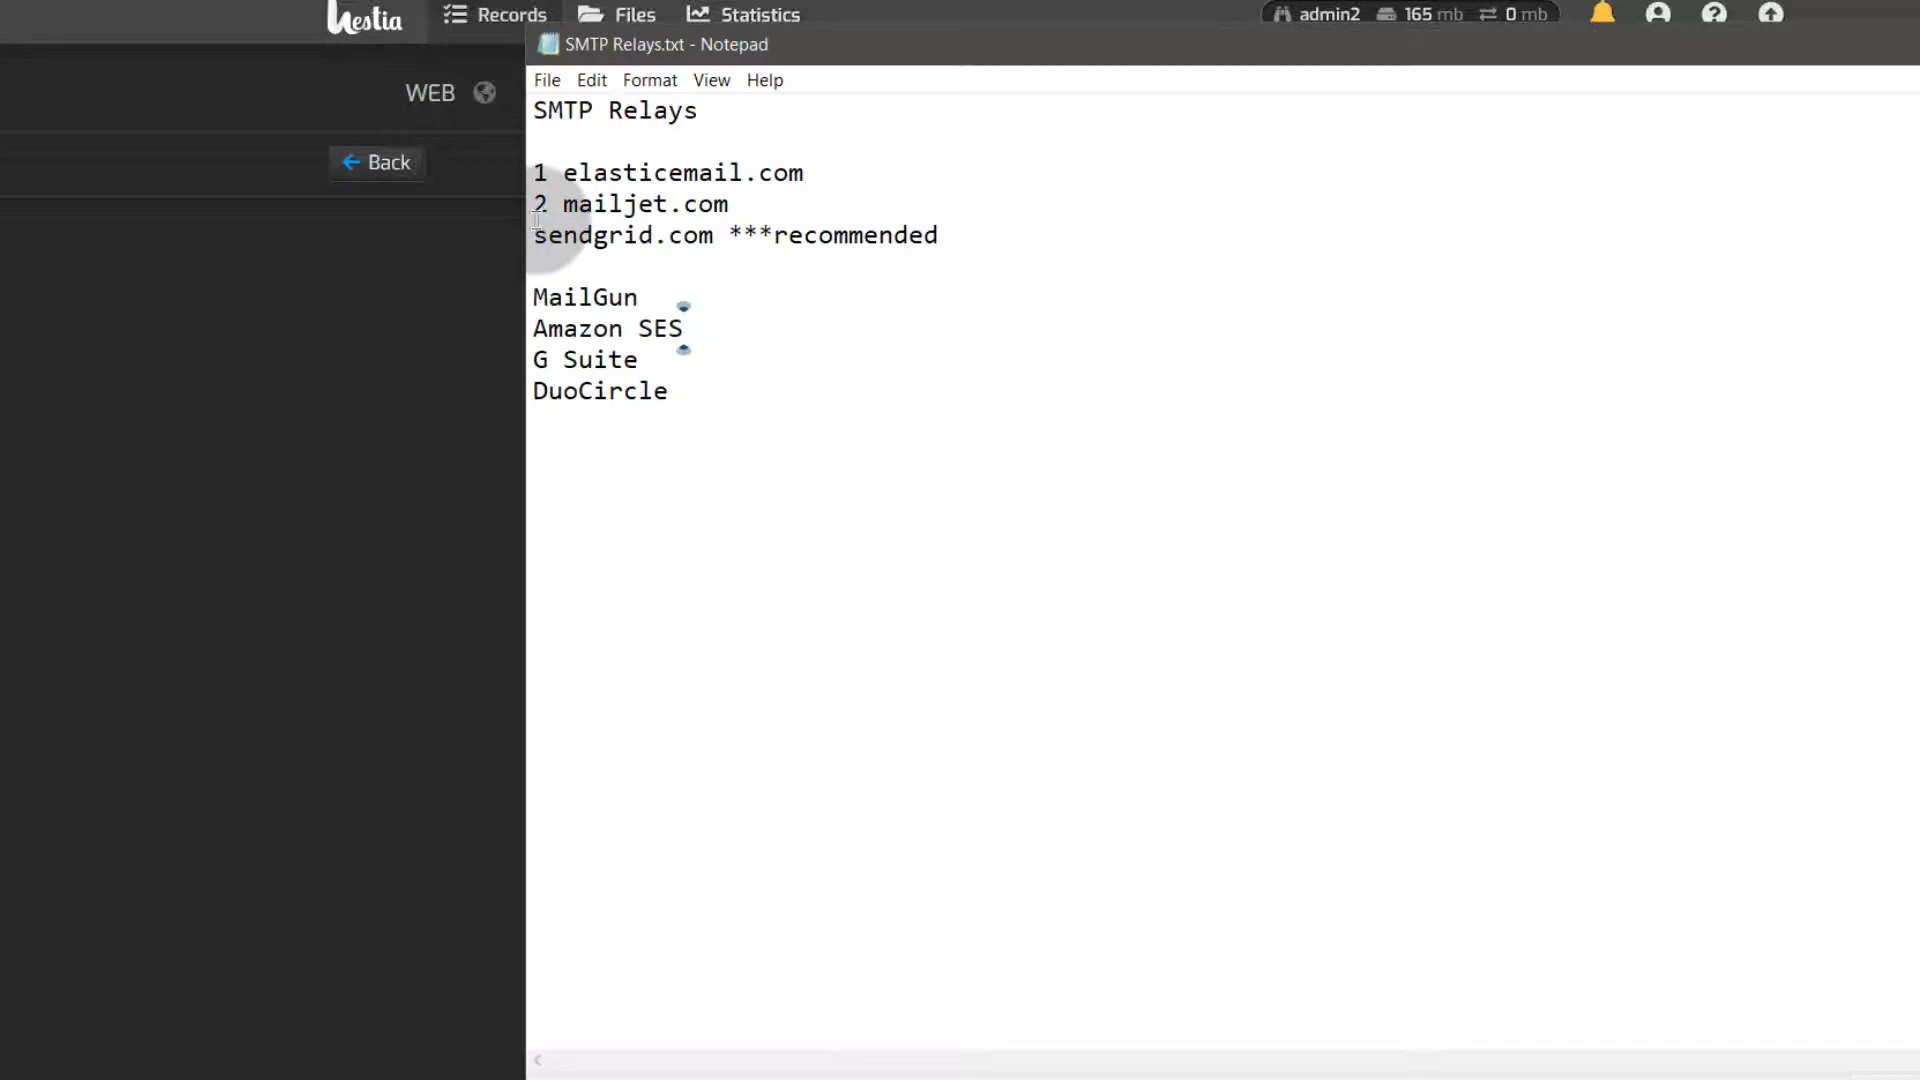 Hestia
Records
Files
Statistics
admin2
165 mb
0 mb
SMTP Relays.txt - Notepad
File Edit Format View Help
WEB
Back
SMTP Relays
1 elasticemail.com
2 mailjet.com
sendgrid.com ***recommended
MailGun
Amazon SES
G Suite
DuoCircle